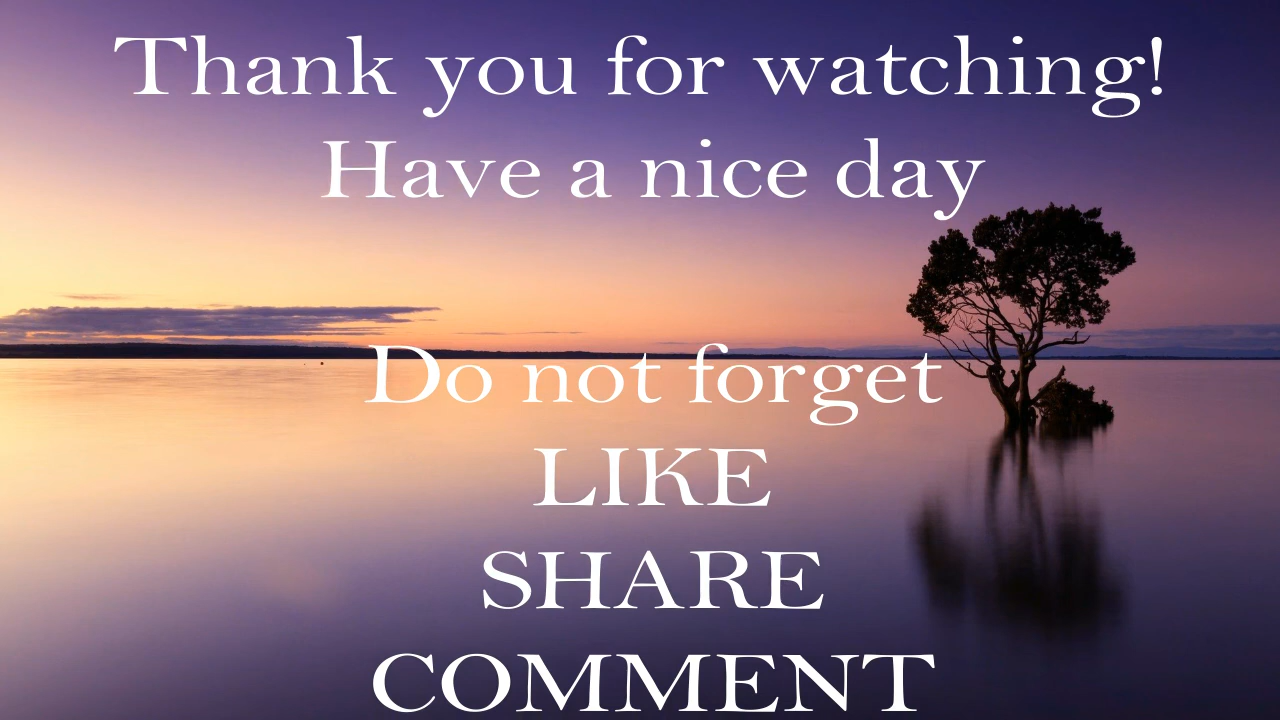 Thank you for watching!
Have a nice day
Do not forget
LIKE
SHARE
COMMENT